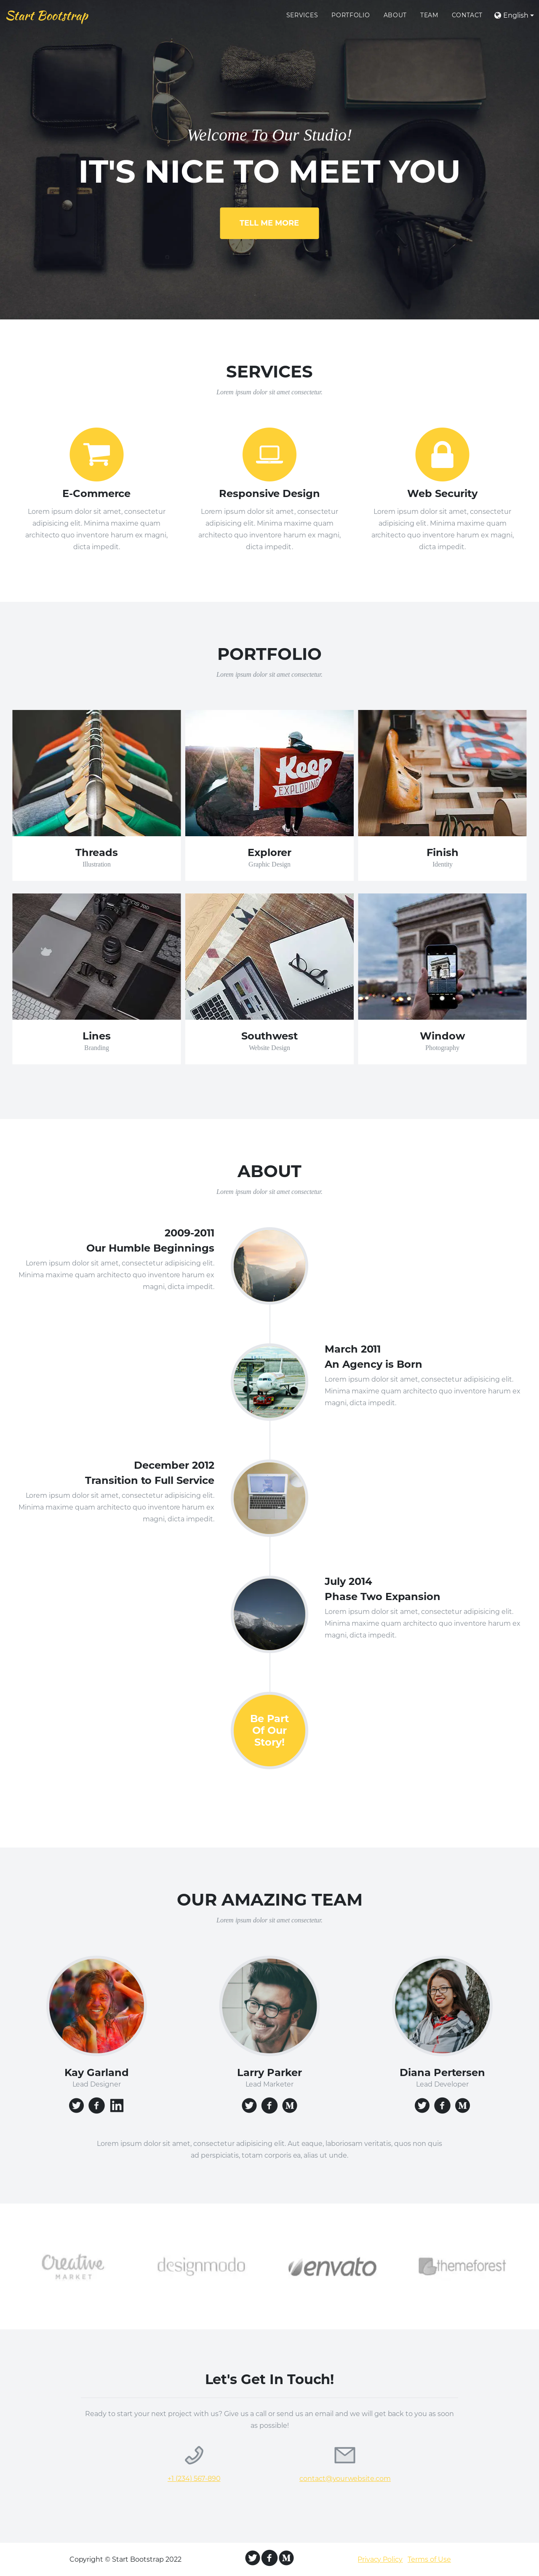 Start Bootstrap
SERVICES PORTFOLIO ABOUT TEAM CONTACT English
Welcome To Our Studio!
IT'S NICE TO MEET YOU
TELL ME MORE
SERVICES
Lorem ipsum dolor sit amet consectetur.
E-Commerce
Lorem ipsum dolor sit amet, consectetur
adipisicing elit. Minima maxime quam
architecto quo inventore harum ex magni,
dicta impedit.
Responsive Design
Lorem ipsum dolor sit amet, consectetur
adipisicing elit. Minima maxime quam
architecto quo inventore harum ex magni,
dicta impedit.
Web Security
Lorem ipsum dolor sit amet, consectetur
adipisicing elit. Minima maxime quam
architecto quo inventore harum ex magni,
dicta impedit.
PORTFOLIO
Lorem ipsum dolor sit amet consectetur.
Threads
Illustration
Keep
EXPLORING
Explorer
Graphic Design
Finish
Identity
Lines
Branding
Southwest
Website Design
Window
Photography
ABOUT
Lorem ipsum dolor sit amet consectetur.
2009-2011
Our Humble Beginnings
Lorem ipsum dolor sit amet, consectetur adipisicing elit.
Minima maxime quam architecto quo inventore harum ex
magni, dicta impedit.
March 2011
An Agency is Born
Lorem ipsum dolor sit amet, consectetur adipisicing elit.
Minima maxime quam architecto quo inventore harum ex
magni, dicta impedit.
December 2012
Transition to Full Service
Lorem ipsum dolor sit amet, consectetur adipisicing elit.
Minima maxime quam architecto quo inventore harum ex
magni, dicta impedit.
July 2014
Phase Two Expansion
Lorem ipsum dolor sit amet, consectetur adipisicing elit.
Minima maxime quam architecto quo inventore harum ex
magni, dicta impedit.
Be Part
Of Our
Story!
OUR AMAZING TEAM
Lorem ipsum dolor sit amet consectetur.
Kay Garland
Lead Designer
Larry Parker
Lead Marketer
Diana Pertersen
Lead Developer
Lorem ipsum dolor sit amet, consectetur adipisicing elit. Aut eaque, laboriosam veritatis, quos non quis
ad perspiciatis, totam corporis ea, alias ut unde.
Creative
MARKET
designmodo
envato
themeforest
Let's Get In Touch!
Ready to start your next project with us? Give us a call or send us an email and we will get back to you as soon
as possible!
+1 (234) 567-890
contact@yourwebsite.com
Copyright © Start Bootstrap 2022
Privacy Policy Terms of Use